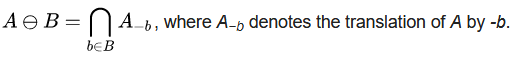 A ⊖ B = ⋂_{b∈B} A_{−b}, where A_{-b} denotes the translation of A by -b.